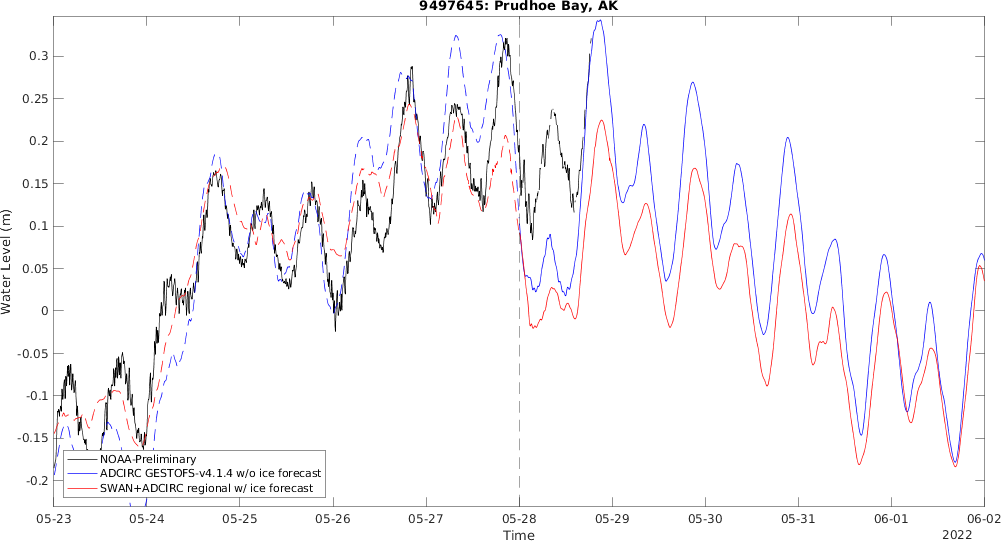 9497645: Prudhoe Bay, AK
Water Level (m)
0.3
0.25
0.2
0.15
0.1
0.05
0
-0.05
-0.1
-0.15
-0.2
NOAA-Preliminary
ADCIRC GESTOFS-v4.1.4 w/o ice forecast
SWAN+ADCIRC regional w/ ice forecast
05-23 05-24 05-25 05-26 05-27 05-28 05-29 05-30 05-31 06-01 06-02
Time
2022